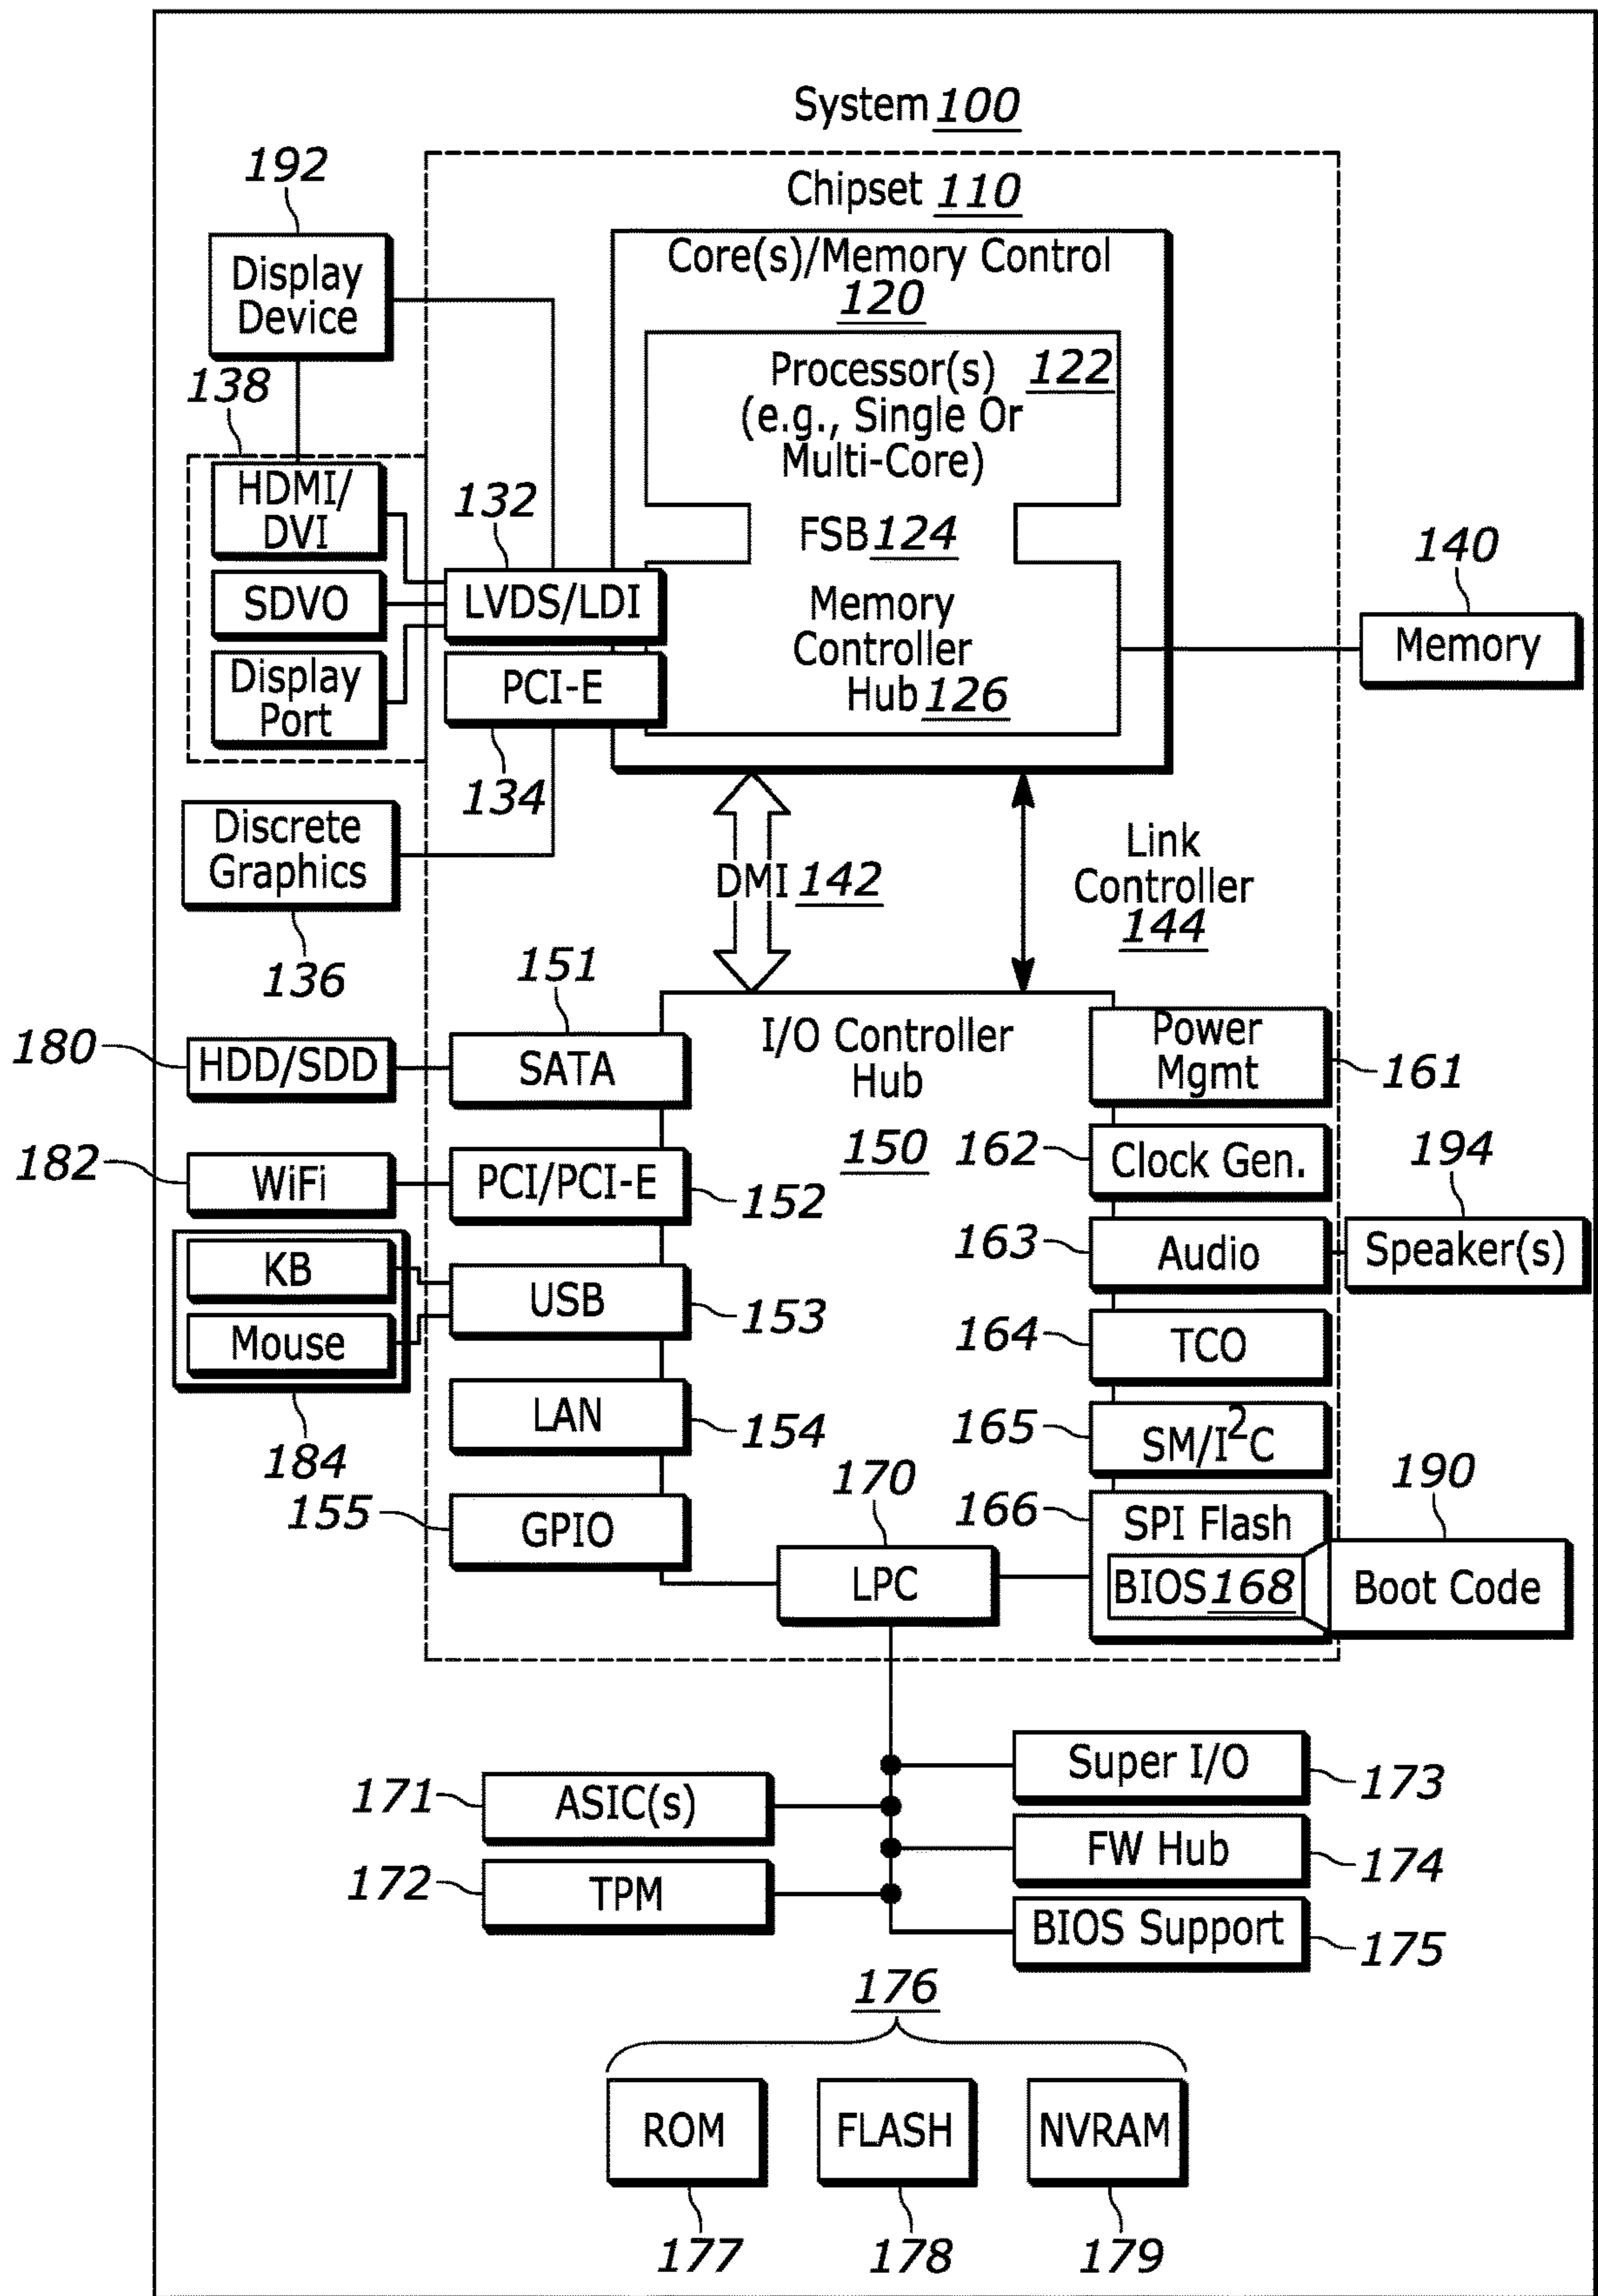 System 100
192
Chipset 110
Display
Device
Core(s)/Memory Control
120
138
Processor(s) 122
(e.g., Single Or
Multi-Core)
HDMI/
DVI
132
FSB 124
140
SDVO
LVDS/LDI
Memory
Controller
Hub 126
Memory
Display
Port
PCI-E
134
Discrete
Graphics
136
DMI 142
Link
Controller
144
151
180
HDD/SDD
SATA
I/O Controller
Hub
150
Power
Mgmt
161
182
WiFi
PCI/PCI-E
152
162
Clock Gen.
194
KB
Mouse
184
USB
153
163
Audio
Speaker(s)
164
TCO
LAN
154
165
SM/I²C
155
GPIO
170
LPC
166
SPI Flash
BIOS 168
190
Boot Code
171
ASIC(s)
Super I/O
173
172
TPM
FW Hub
174
BIOS Support
175
176
ROM
FLASH
NVRAM
177
178
179